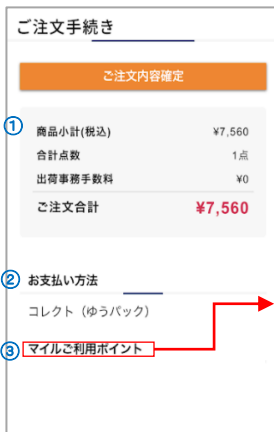 ご注文手続き
ご注文内容確定
① 商品小計(税込) ¥7,560
合計点数 1点
出荷事務手数料 ¥0
ご注文合計 ¥7,560
② お支払い方法
コレクト（ゆうパック）
③ マイルご利用ポイント